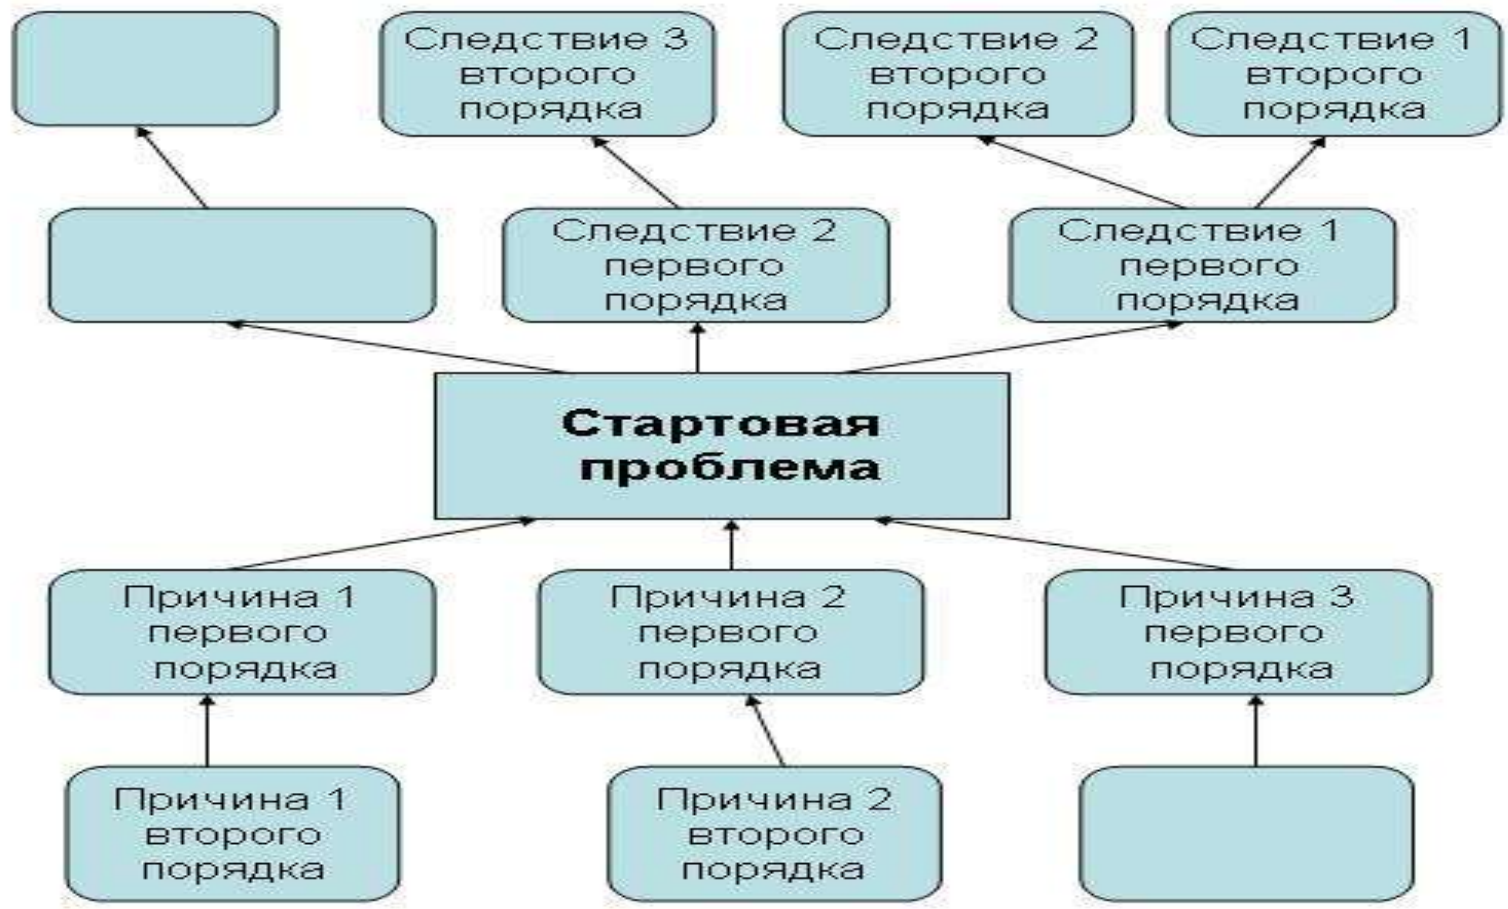 Следствие 3
второго
порядка
Следствие 2
второго
порядка
Следствие 1
второго
порядка
Следствие 2
первого
порядка
Следствие 1
первого
порядка
Стартовая
проблема
Причина 1
первого
порядка
Причина 2
первого
порядка
Причина 3
первого
порядка
Причина 1
второго
порядка
Причина 2
второго
порядка